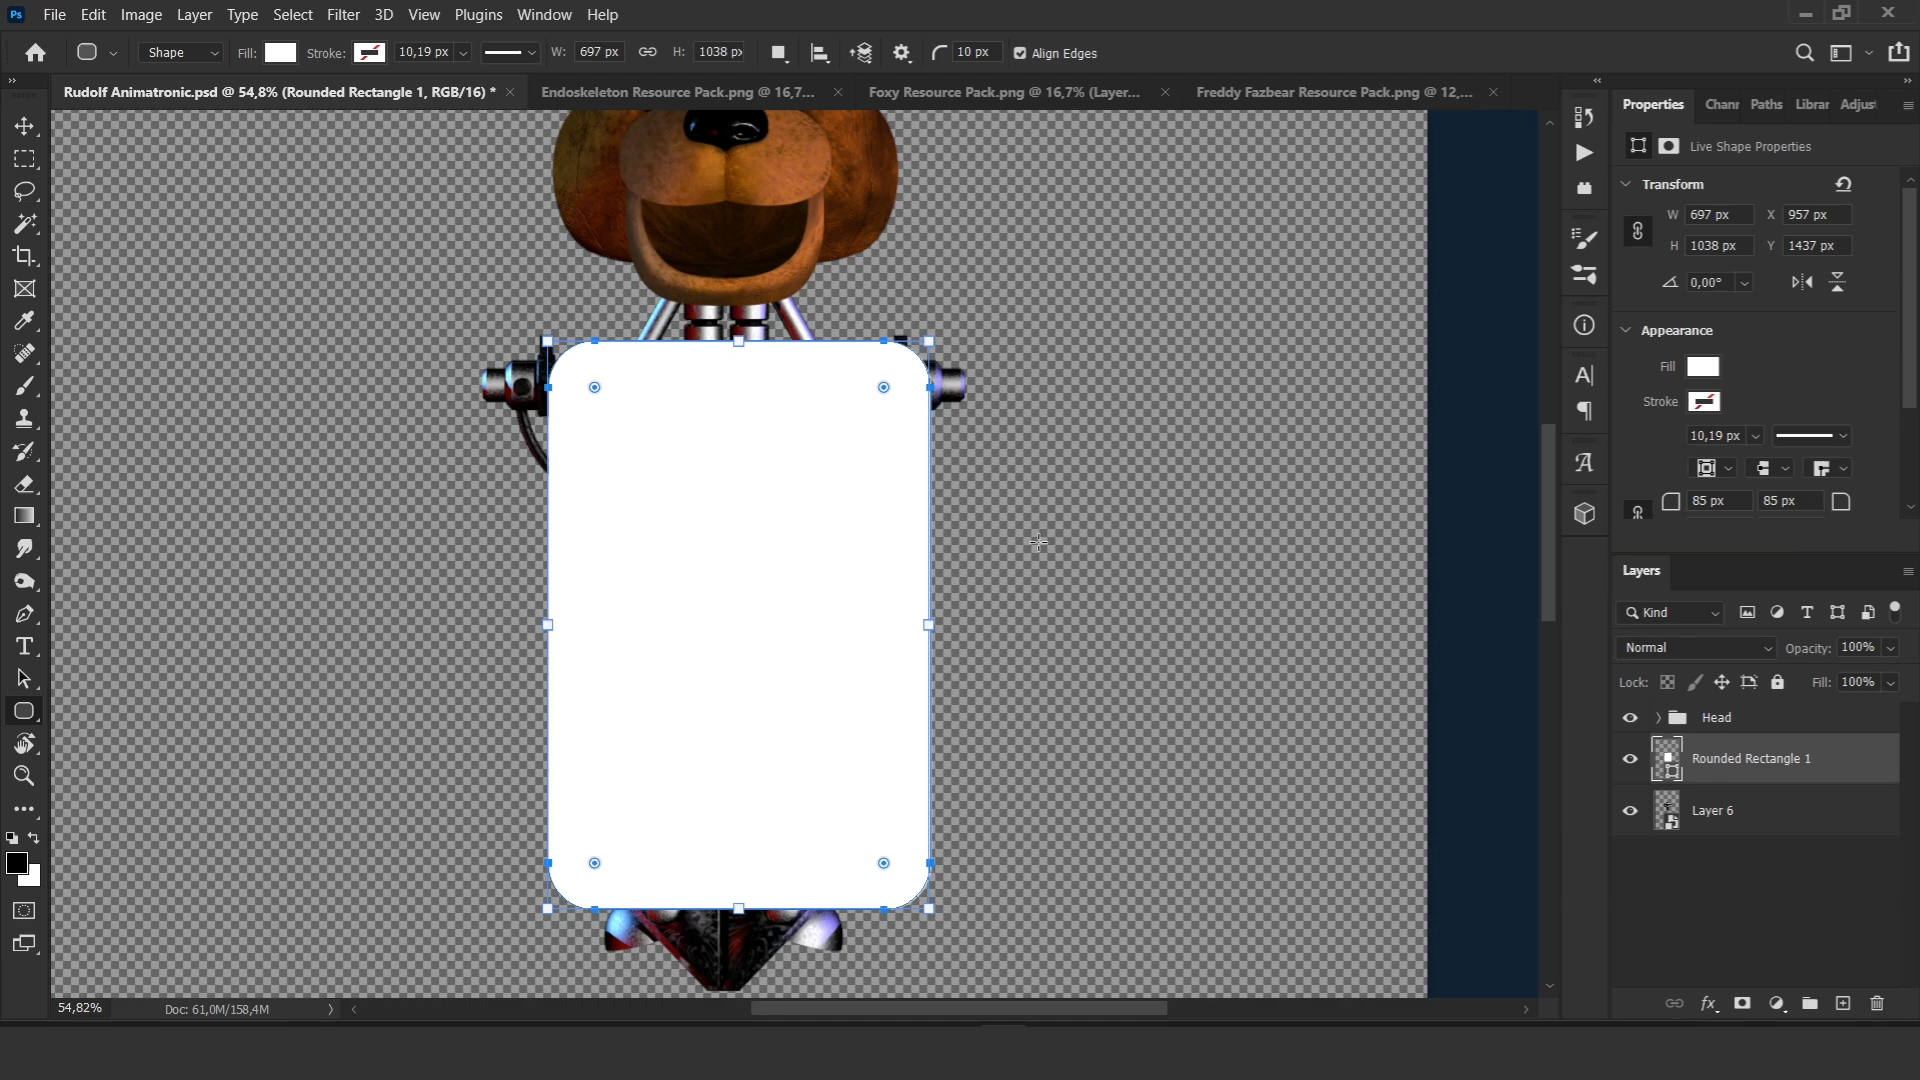 Ps File Edit Image Layer Type Select Filter 3D View Plugins Window Help
Shape Fill: Stroke: 10,19 px W: 697 px H: 1038 px 10 px Align Edges
Rudolf Animatronic.psd @ 54,8% (Rounded Rectangle 1, RGB/16) * Endoskeleton Resource Pack.png @ 16,7... Foxy Resource Pack.png @ 16,7% (Layer... Freddy Fazbear Resource Pack.png @ 12,...
Properties Chanr Paths Librar Adjust
Live Shape Properties
Transform
W 697 px X 957 px
H 1038 px Y 1437 px
0,00°
Appearance
Fill
Stroke
10,19 px
85 px 85 px
Layers
Kind
Normal Opacity: 100%
Lock: Fill: 100%
Head
Rounded Rectangle 1
Layer 6
fx
54,82% Doc: 61,0M/158,4M